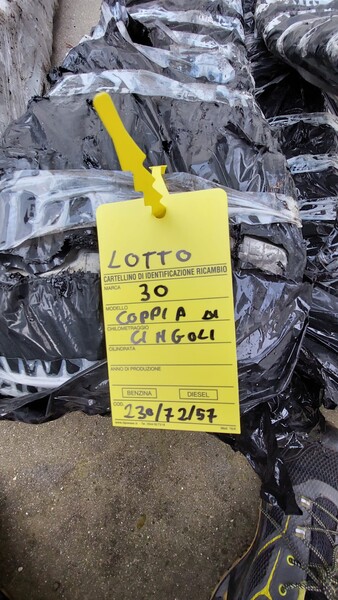 LOTTO
CARTELLINO DI IDENTIFICAZIONE RICAMBIO
MARCA
30
MODELLO
COPPIA DI
CHILOMETRAGGIO
CINGOLI
CILINDRATA
ANNO DI PRODUZIONE
BENZINA DIESEL
COD. 230/72/57